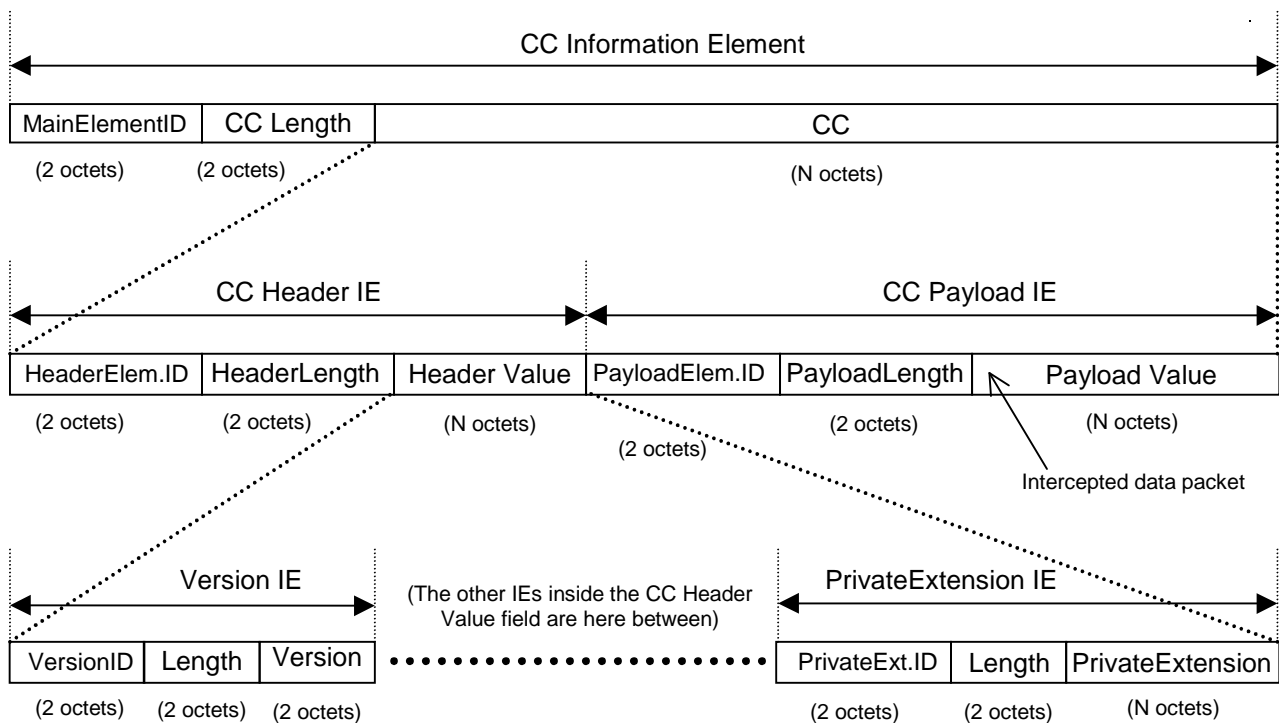 CC Information Element
MainElementID CC Length CC
(2 octets) (2 octets) (N octets)
CC Header IE CC Payload IE
HeaderElem.ID HeaderLength Header Value PayloadElem.ID PayloadLength Payload Value
(2 octets) (2 octets) (N octets) (2 octets) (2 octets) (N octets)
Intercepted data packet
Version IE (The other IEs inside the CC Header PrivateExtension IE
Value field are here between)
VersionID Length Version PrivateExt.ID Length PrivateExtension
(2 octets) (2 octets) (2 octets) (2 octets) (2 octets) (N octets)